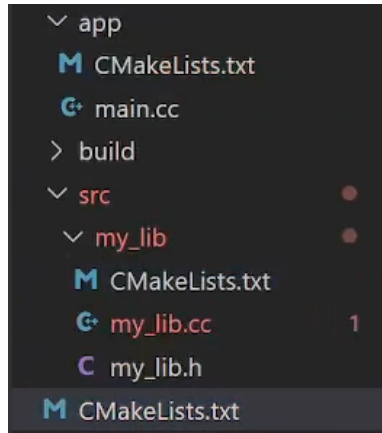 app
CMakeLists.txt
main.cc
build
src
my_lib
CMakeLists.txt
my_lib.cc 1
my_lib.h
CMakeLists.txt